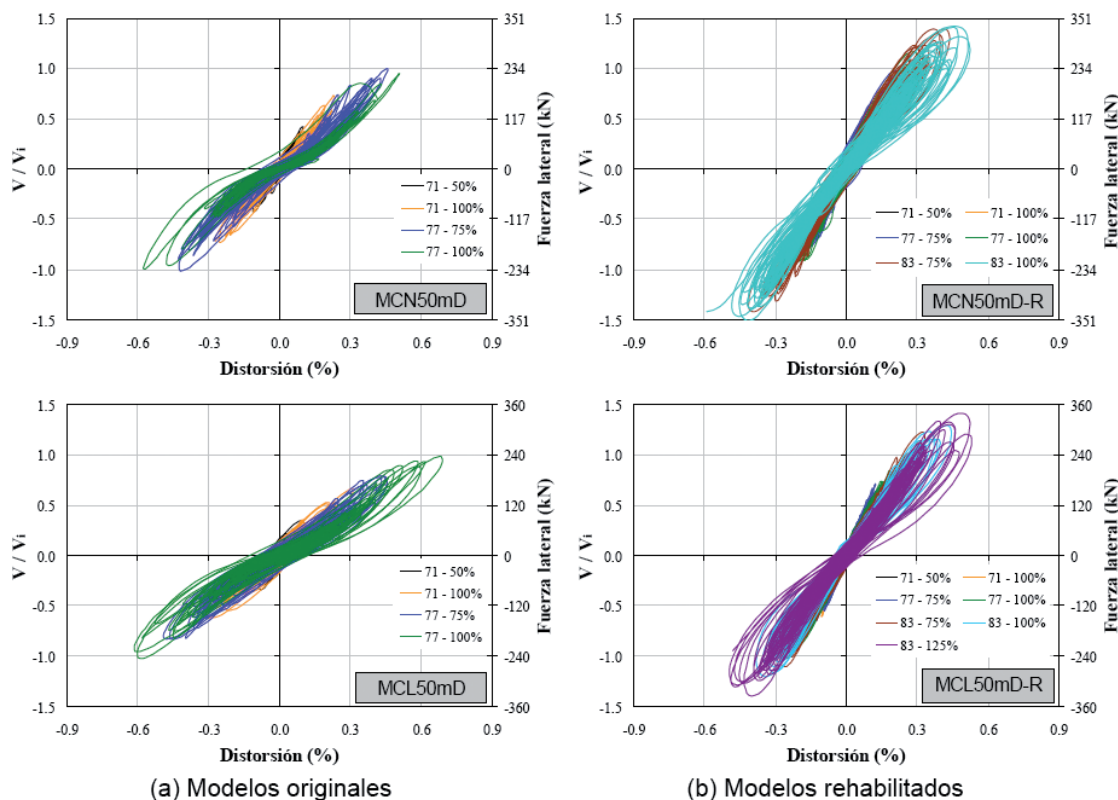 1.5
1.0
0.5
0.0
-0.5
-1.0
-1.5
V / Vi
351
234
117
0
-117
-234
-351
Fuerza lateral (kN)
71 - 50%
71 - 100%
77 - 75%
77 - 100%
MCN50mD
-0.9 -0.6 -0.3 0.0 0.3 0.6 0.9
Distorsión (%)
1.5
1.0
0.5
0.0
-0.5
-1.0
-1.5
V / Vi
351
234
117
0
-117
-234
-351
Fuerza lateral (kN)
71 - 50% 71 - 100%
77 - 75% 77 - 100%
83 - 75% 83 - 100%
MCN50mD-R
-0.9 -0.6 -0.3 0.0 0.3 0.6 0.9
Distorsión (%)
1.5
1.0
0.5
0.0
-0.5
-1.0
-1.5
V / Vi
360
240
120
0
-120
-240
-360
Fuerza lateral (kN)
71 - 50%
71 - 100%
77 - 75%
77 - 100%
MCL50mD
-0.9 -0.6 -0.3 0.0 0.3 0.6 0.9
Distorsión (%)
1.5
1.0
0.5
0.0
-0.5
-1.0
-1.5
V / Vi
360
240
120
0
-120
-240
-360
Fuerza lateral (kN)
71 - 50% 71 - 100%
77 - 75% 77 - 100%
83 - 75% 83 - 100%
83 - 125%
MCL50mD-R
-0.9 -0.6 -0.3 0.0 0.3 0.6 0.9
Distorsión (%)
(a) Modelos originales
(b) Modelos rehabilitados